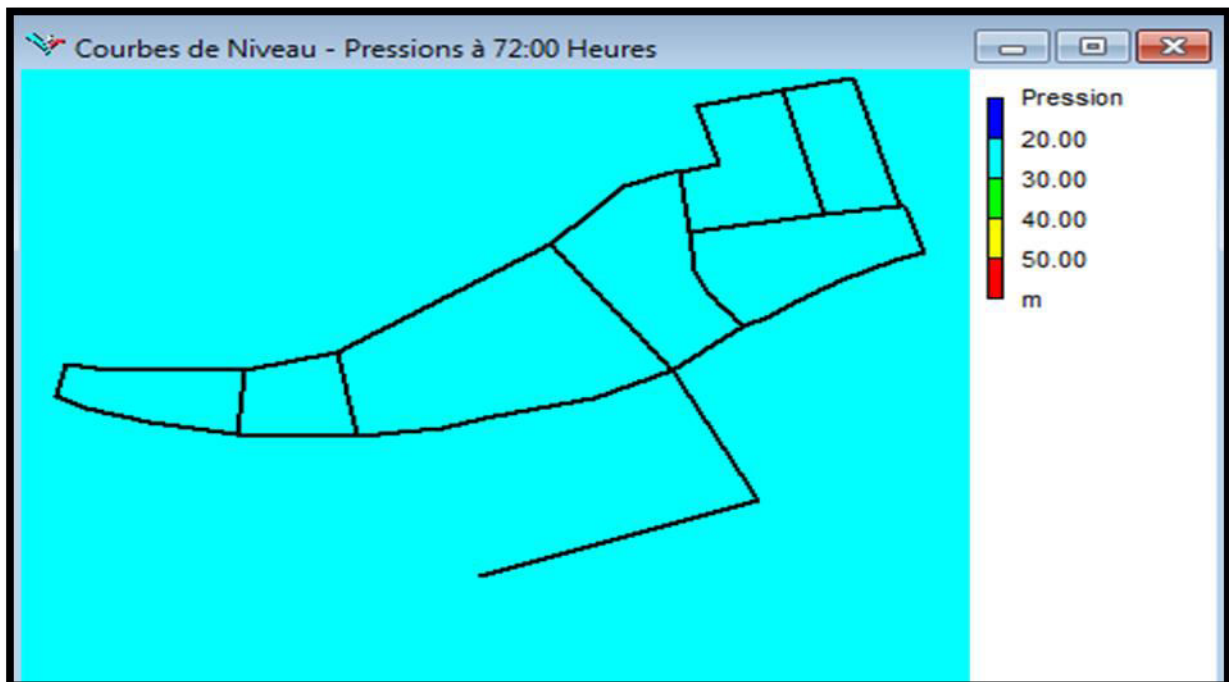 Courbes de Niveau - Pressions à 72:00 Heures
Pression
20.00
30.00
40.00
50.00
m